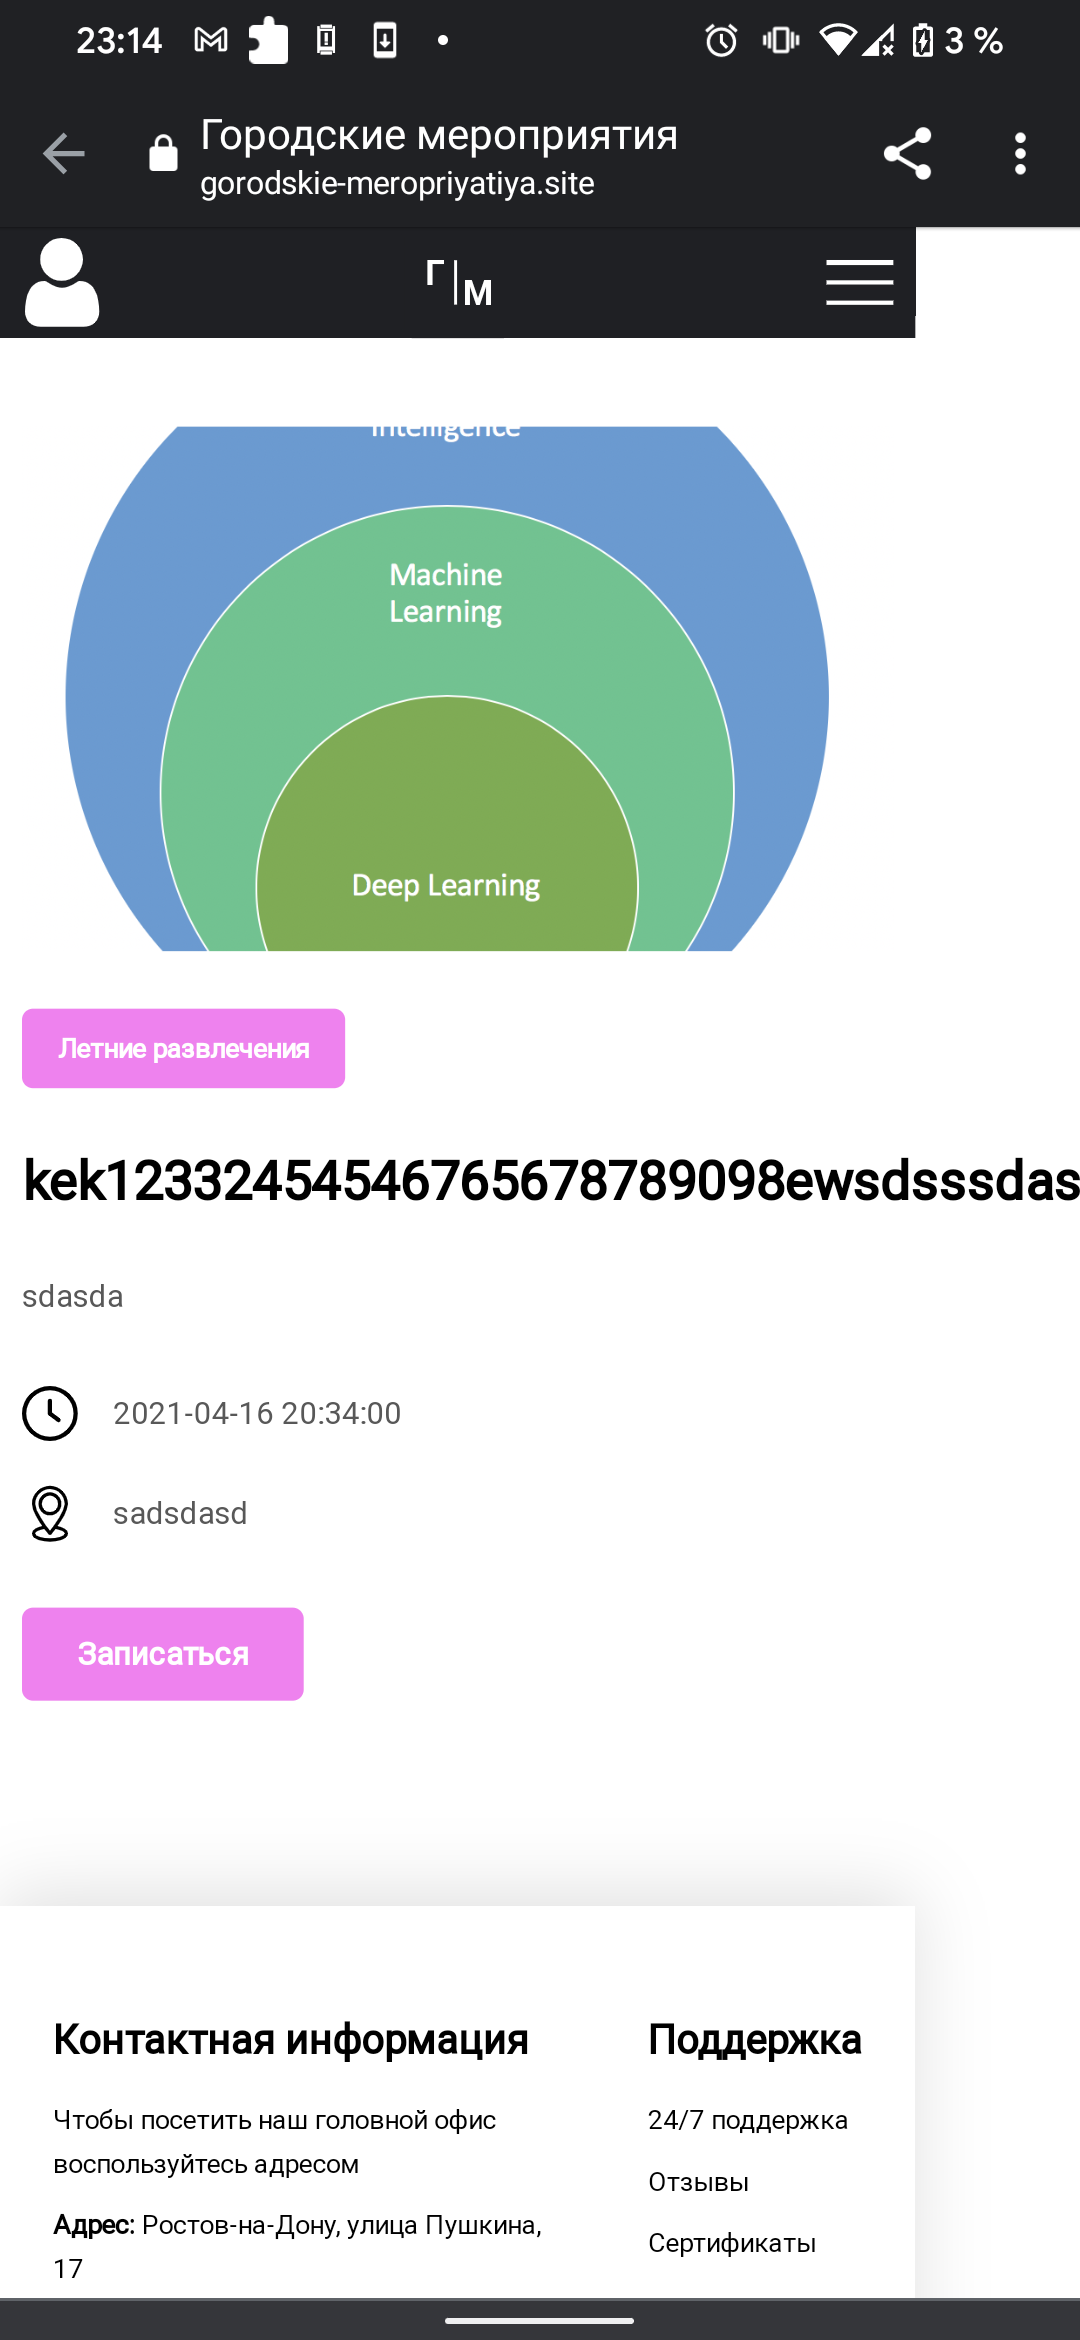 23:14
3 %
Городские мероприятия
gorodskie-meropriyatiya.site
Г|М
Intelligence
Machine
Learning
Deep Learning
Летние развлечения
kek12332454546765678789098ewsdsssdas
sdasda
2021-04-16 20:34:00
sadsdasd
Записаться
Контактная информация
Чтобы посетить наш головной офис
воспользуйтесь адресом
Адрес: Ростов-на-Дону, улица Пушкина,
17
Поддержка
24/7 поддержка
Отзывы
Сертификаты